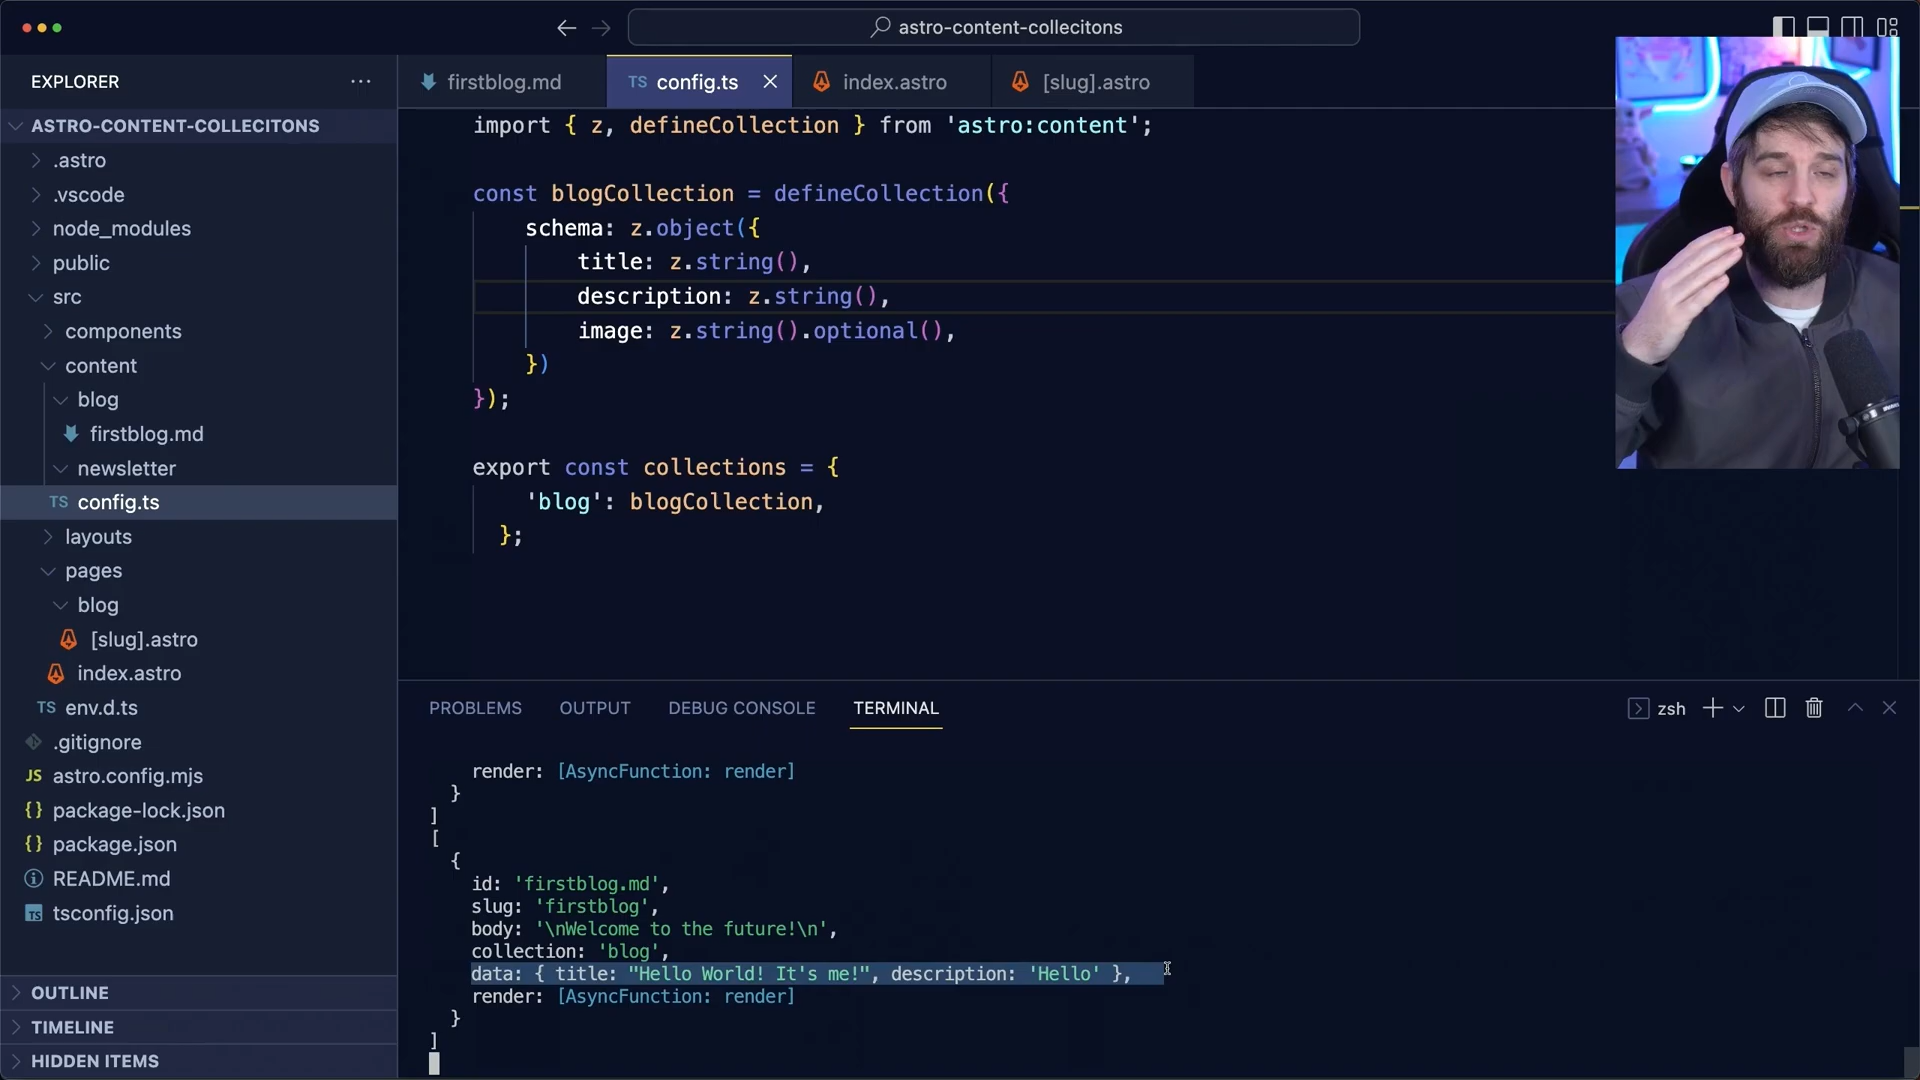 astro-content-collecitons
EXPLORER
ASTRO-CONTENT-COLLECITONS
.astro
.vscode
node_modules
public
src
components
content
blog
firstblog.md
newsletter
TS config.ts
layouts
pages
blog
[slug].astro
index.astro
TS env.d.ts
.gitignore
JS astro.config.mjs
{} package-lock.json
{} package.json
README.md
TS tsconfig.json
OUTLINE
TIMELINE
HIDDEN ITEMS
firstblog.md
TS config.ts
index.astro
[slug].astro
import { z, defineCollection } from 'astro:content';
const blogCollection = defineCollection({
schema: z.object({
title: z.string(),
description: z.string(),
image: z.string().optional(),
})
});
export const collections = {
'blog': blogCollection,
};
PROBLEMS OUTPUT DEBUG CONSOLE TERMINAL
zsh
render: [AsyncFunction: render]
}
]
[
{
id: 'firstblog.md',
slug: 'firstblog',
body: '\nWelcome to the future!\n',
collection: 'blog',
data: { title: "Hello World! It's me!", description: 'Hello' },
render: [AsyncFunction: render]
}
]